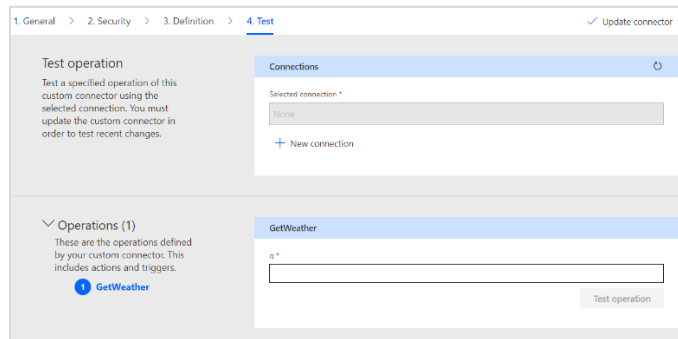 1. General > 2. Security > 3. Definition > 4. Test
Update connector
Test operation
Test a specified operation of this
custom connector using the
selected connection. You must
update the custom connector in
order to test recent changes.
Connections
Selected connection *
None
+ New connection
Operations (1)
These are the operations defined
by your custom connector. This
includes actions and triggers.
1 GetWeather
GetWeather
q *
Test operation